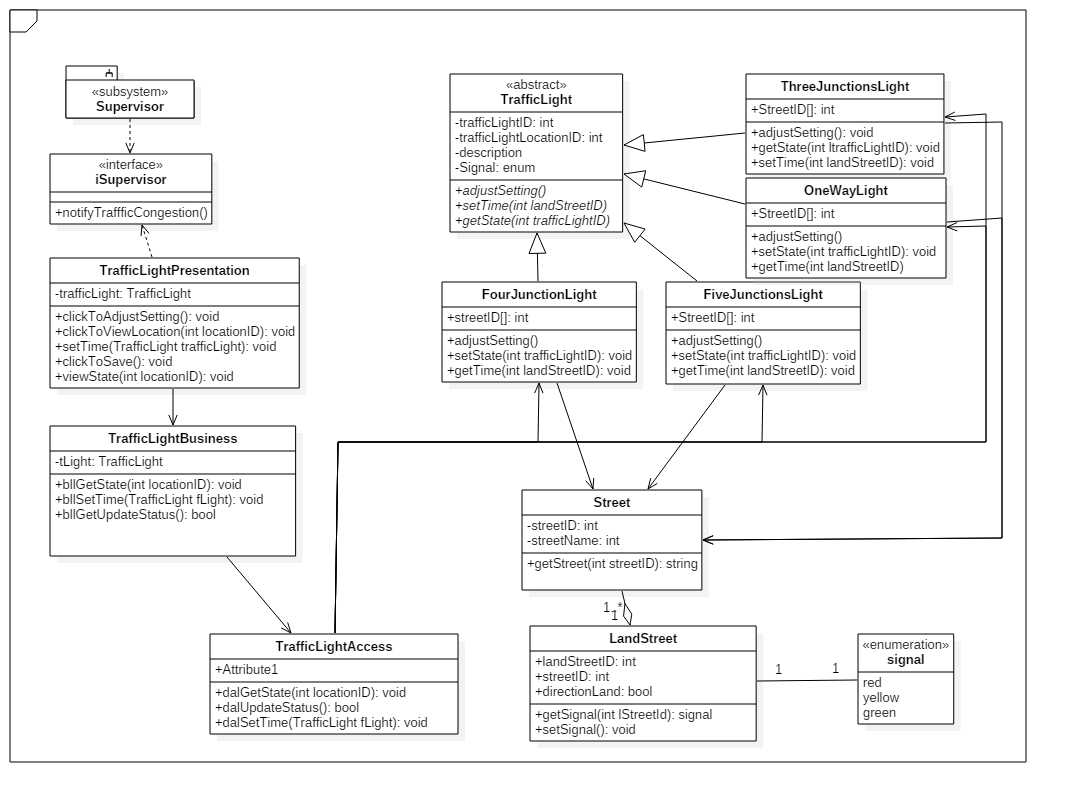 «subsystem»
Supervisor
«interface»
iSupervisor
+notifyTraffficCongestion()
TrafficLightPresentation
-trafficLight: TrafficLight
+clickToAdjustSetting(): void
+clickToViewLocation(int locationID): void
+setTime(TrafficLight trafficLight): void
+clickToSave(): void
+viewState(int locationID): void
TrafficLightBusiness
-tLight: TrafficLight
+bllGetState(int locationID): void
+bllSetTime(TrafficLight fLight): void
+bllGetUpdateStatus(): bool
TrafficLightAccess
+Attribute1
+dalGetState(int locationID): void
+dalUpdateStatus(): bool
+dalSetTime(TrafficLight fLight): void
«abstract»
TrafficLight
-trafficLightID: int
-trafficLightLocationID: int
-description
-Signal: enum
+adjustSetting()
+setTime(int landStreetID)
+getState(int trafficLightID)
ThreeJunctionsLight
+StreetID[]: int
+adjustSetting(): void
+getState(int ltrafficLightID): void
+setTime(int landStreetID): void
OneWayLight
+StreetID[]: int
+adjustSetting()
+setState(int trafficLightID): void
+getTime(int landStreetID)
FourJunctionLight
+streetID[]: int
+adjustSetting()
+setState(int trafficLightID): void
+getTime(int landStreetID): void
FiveJunctionsLight
+StreetID[]: int
+adjustSetting()
+setState(int trafficLightID): void
+getTime(int landStreetID): void
Street
-streetID: int
-streetName: int
+getStreet(int streetID): string
1..*
1
LandStreet
+landStreetID: int
+streetID: int
+directionLand: bool
+getSignal(int lStreetId): signal
+setSignal(): void
1
1
«enumeration»
signal
red
yellow
green